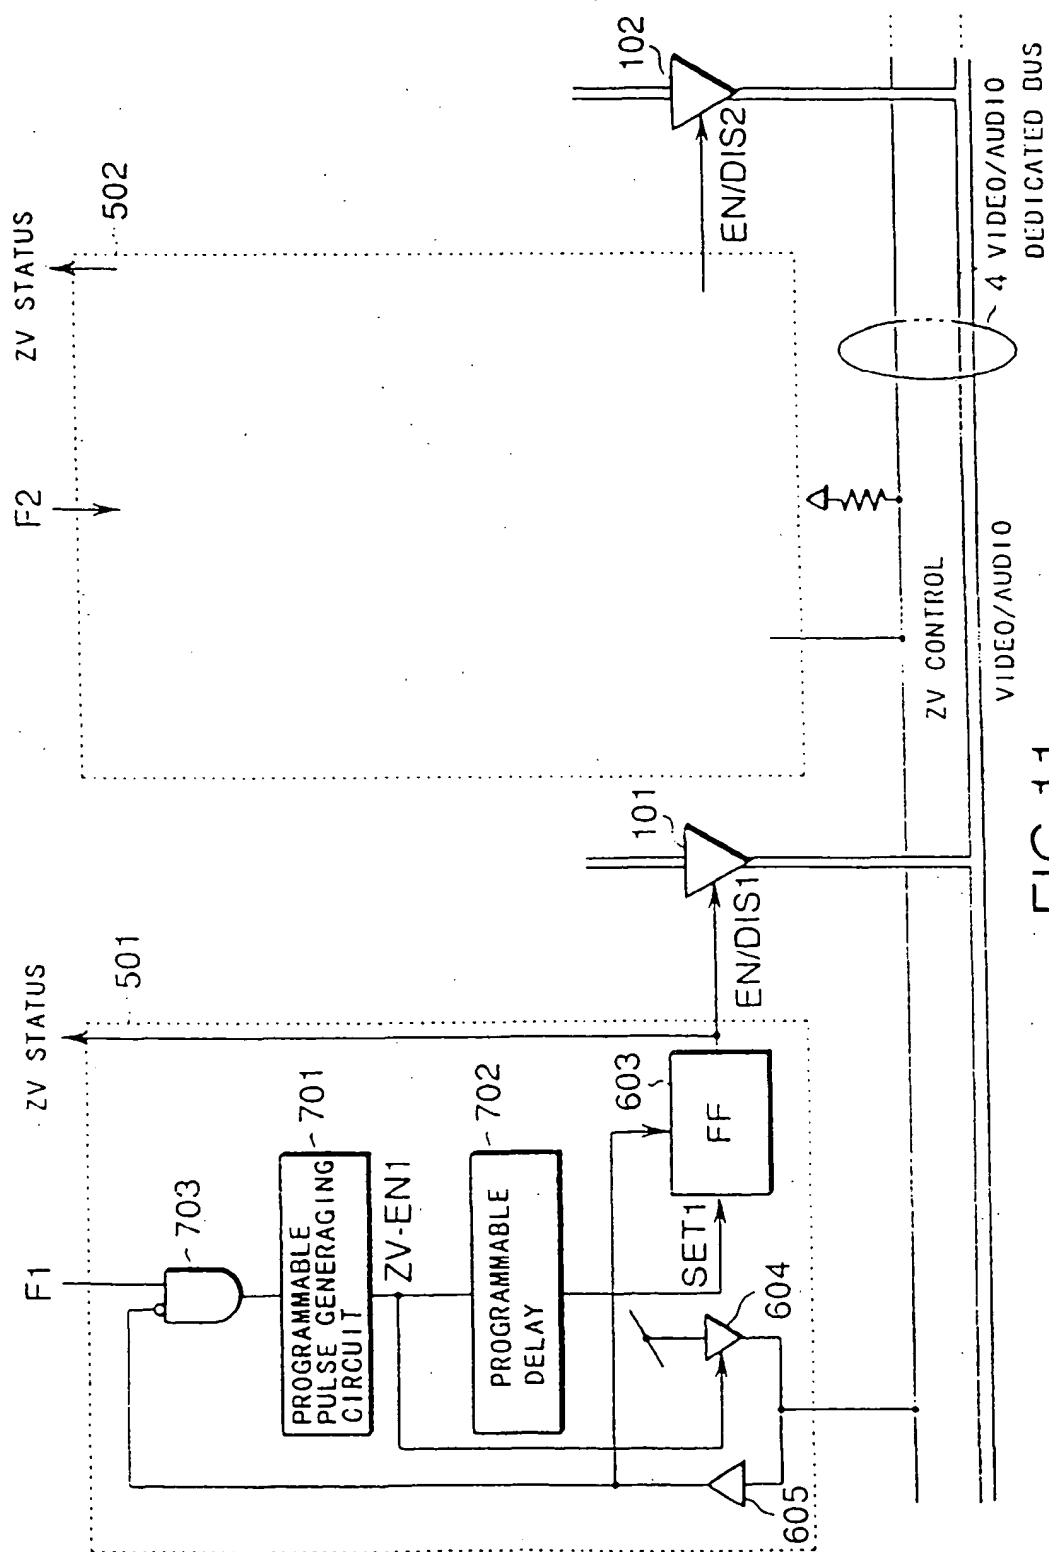 ZV STATUS
501
F1
703
PROGRAMMABLE
PULSE GENERAGING
CIRCUIT
701
ZV-EN1
PROGRAMMABLE
DELAY
702
SET1
FF
603
604
605
EN/DIS1
101
ZV STATUS
502
F2
EN/DIS2
102
ZV CONTROL
VIDEO/AUDIO
4 VIDEO/AUDIO
DEDICATED BUS
FIG. 11